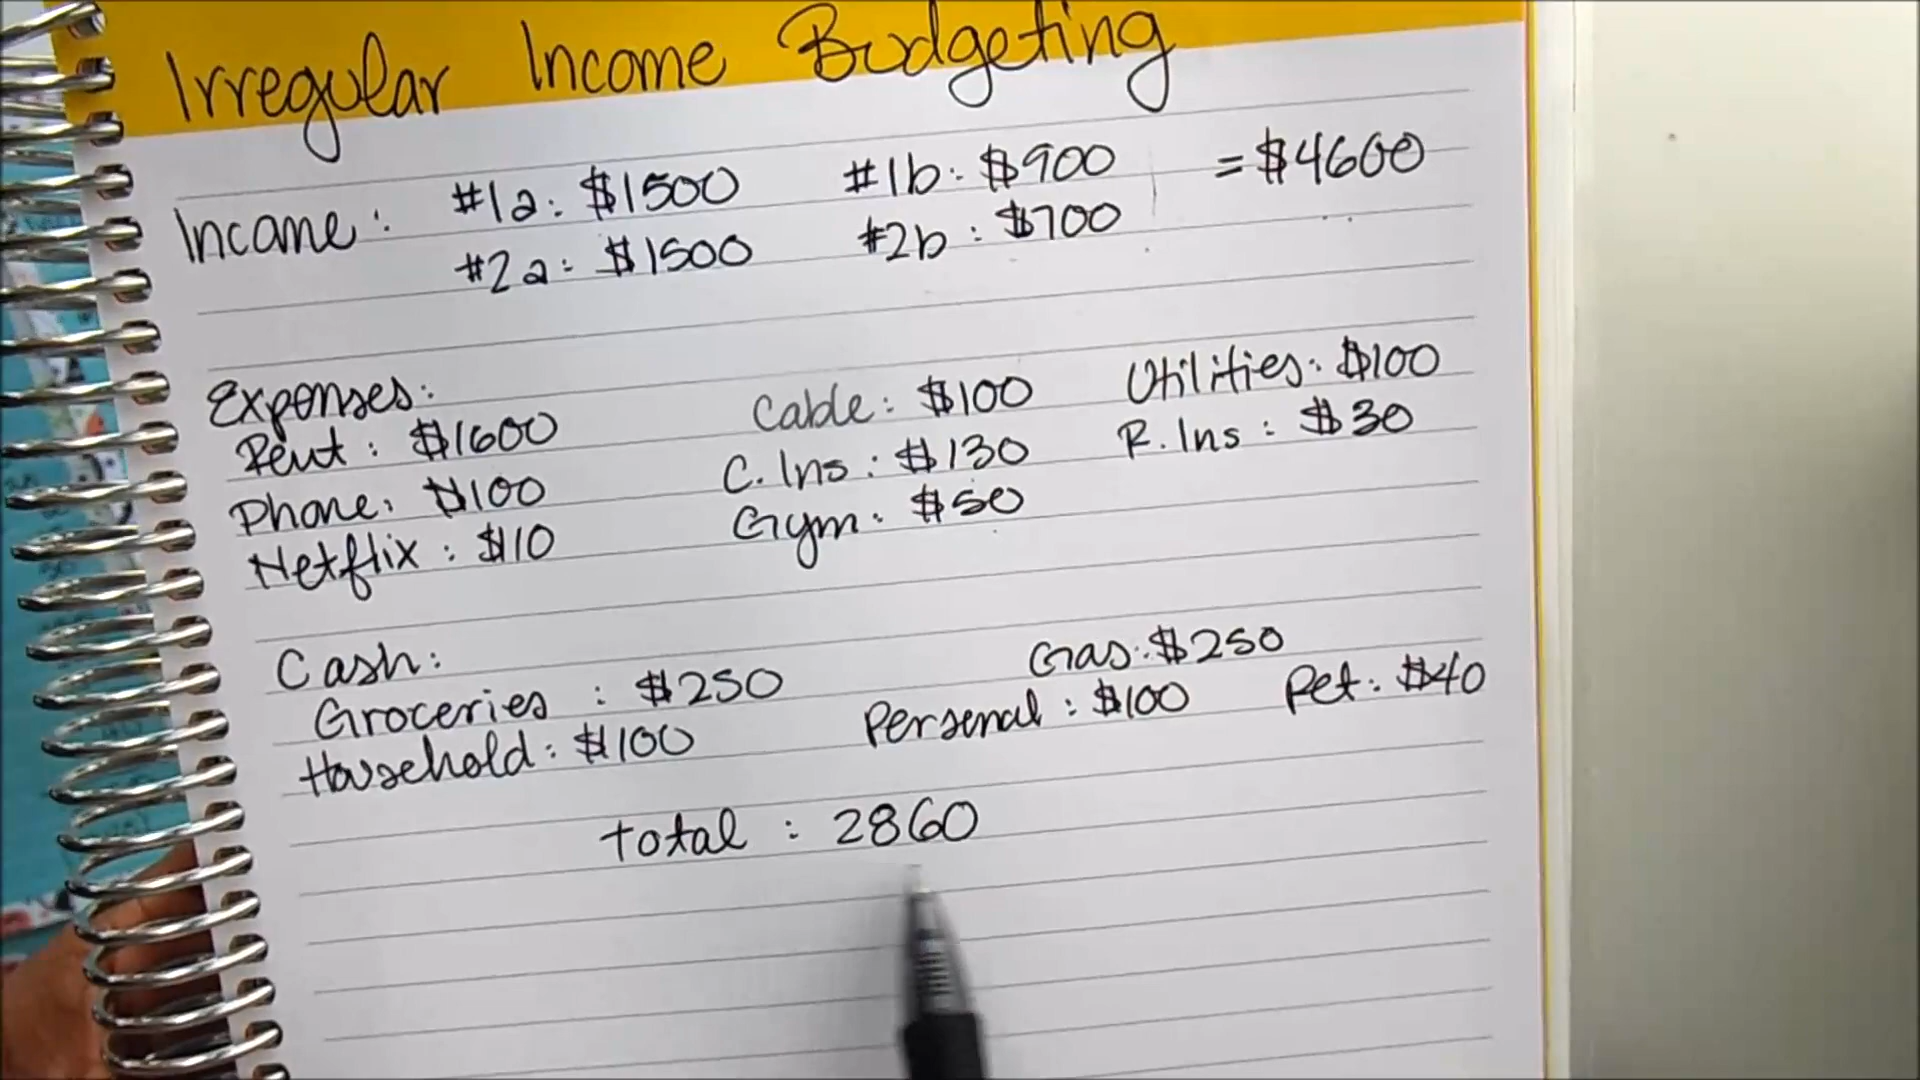 Irregular Income Budgeting
Income: #1a: $1500 #1b: $900 = $4600
#2a: $1500 #2b: $700
Expenses:
Rent: $1600 Cable: $100 Utilities: $100
Phone: $100 C. Ins: $130 R. Ins: $30
Netflix: $10 Gym: $50
Cash:
Groceries: $250 Gas: $250
Household: $100 Personal: $100 Pet: $40
total: 2860